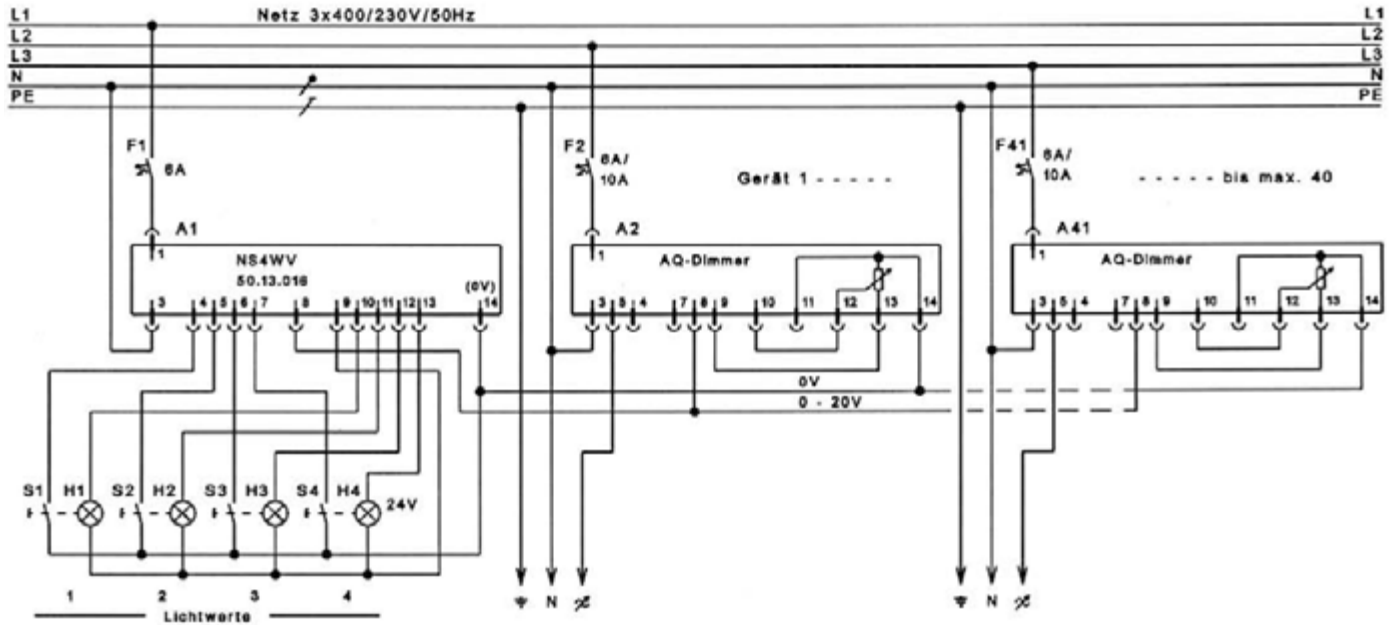 L1 Netz 3x400/230V/50Hz L1
L2 L2
L3 L3
N N
PE PE
F1 6A
F2 6A/
10A
Gerät 1 - - - - -
F41 6A/
10A
- - - - - bis max. 40
A1
A2
A41
1 NS4WV
50.13.016
(0V)
3 4 5 6 7 8 9 10 11 12 13 14
1 AQ-Dimmer
3 5 4 7 8 9 10 11 12 13 14
1 AQ-Dimmer
3 5 4 7 8 9 10 11 12 13 14
0V
0 - 20V
S1 H1 S2 H2 S3 H3 S4 H4 24V
1 2 3 4
Lichtwerte
N
N